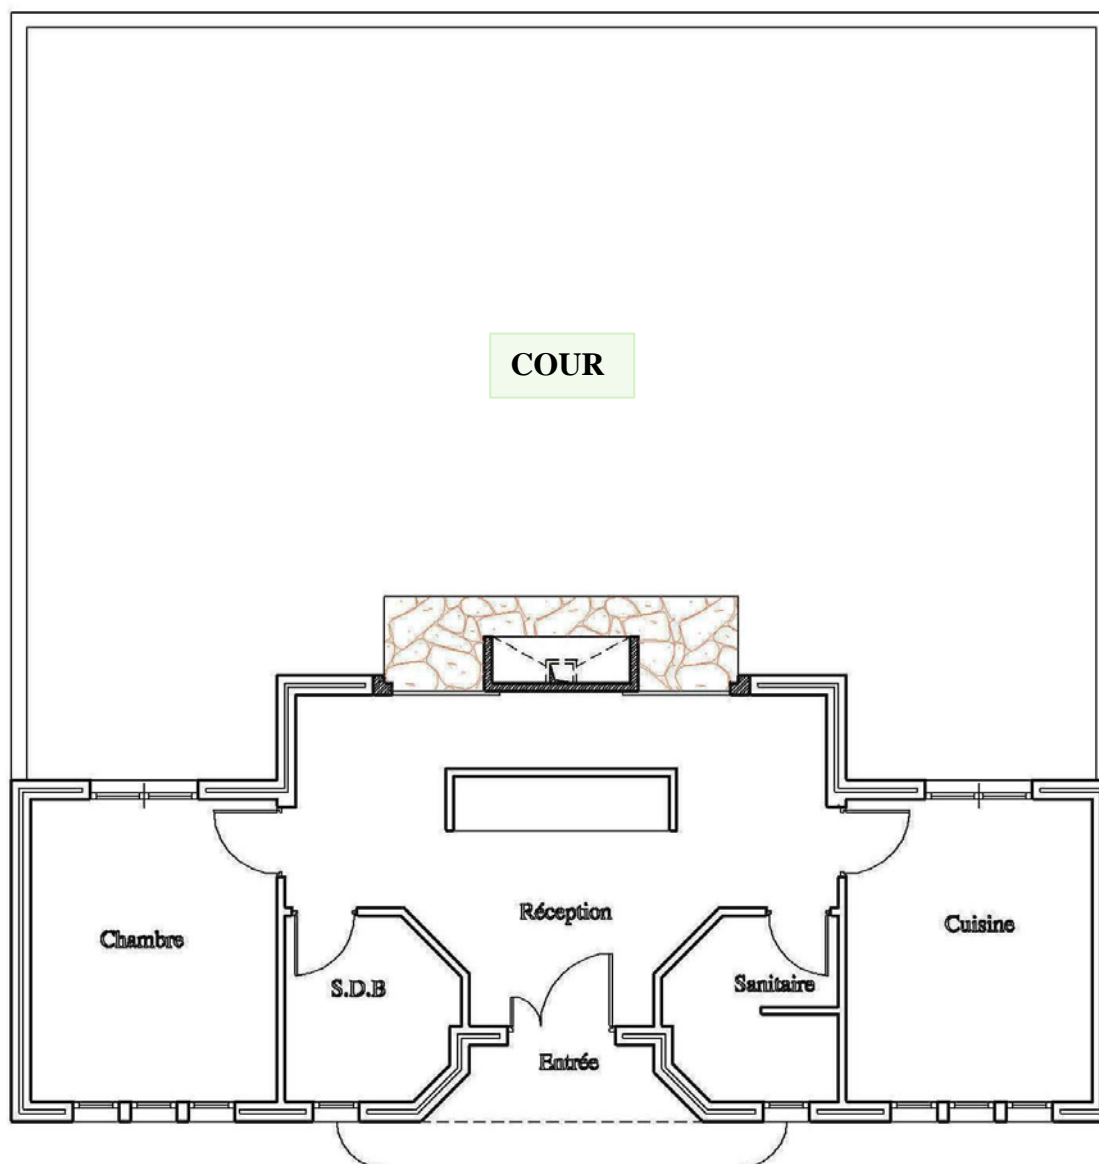 COUR
Réception
Chambre
Cuisine
S.D.B
Sanitaire
Entrée